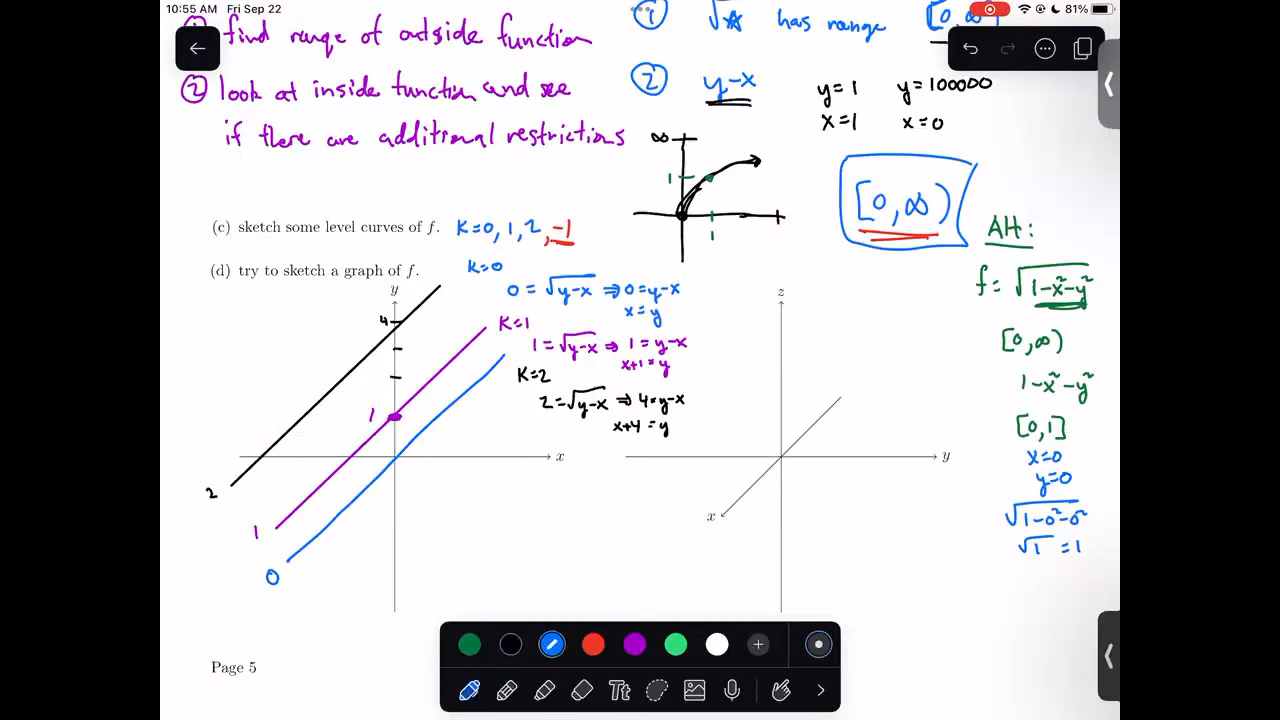 10:55 AM Fri Sep 22
81%
① find range of outside function
② look at inside function and see
if there are additional restrictions
① √☆ has range [0, ∞)
② y-x
y=1 y=100000
x=1 x=0
∞
1
1
[0, ∞)
(c) sketch some level curves of f. K=0, 1, 2, -1
(d) try to sketch a graph of f.
K=0
0 = √y-x ⇒ 0=y-x
x=y
K=1
1 = √y-x ⇒ 1=y-x
x+1=y
K=2
2=√y-x ⇒ 4=y-x
x+4=y
y
4
1
x
2
1
0
z
y
x
Alt:
f= √1-x²-y²
[0, ∞)
1-x²-y²
[0,1]
x=0
y=0
√1-0²-0²
√1 = 1
Page 5
Tt